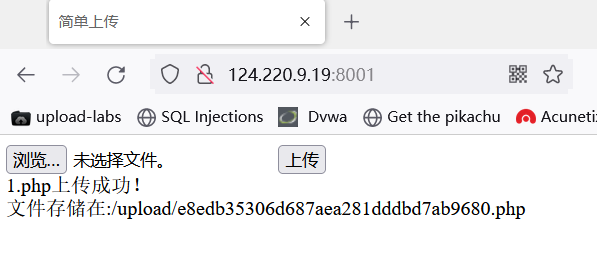 简单上传
124.220.9.19:8001
upload-labs SQL Injections Dvwa Get the pikachu Acunetix
浏览... 未选择文件。 上传
1.php上传成功！
文件存储在:/upload/e8edb35306d687aea281dddbd7ab9680.php